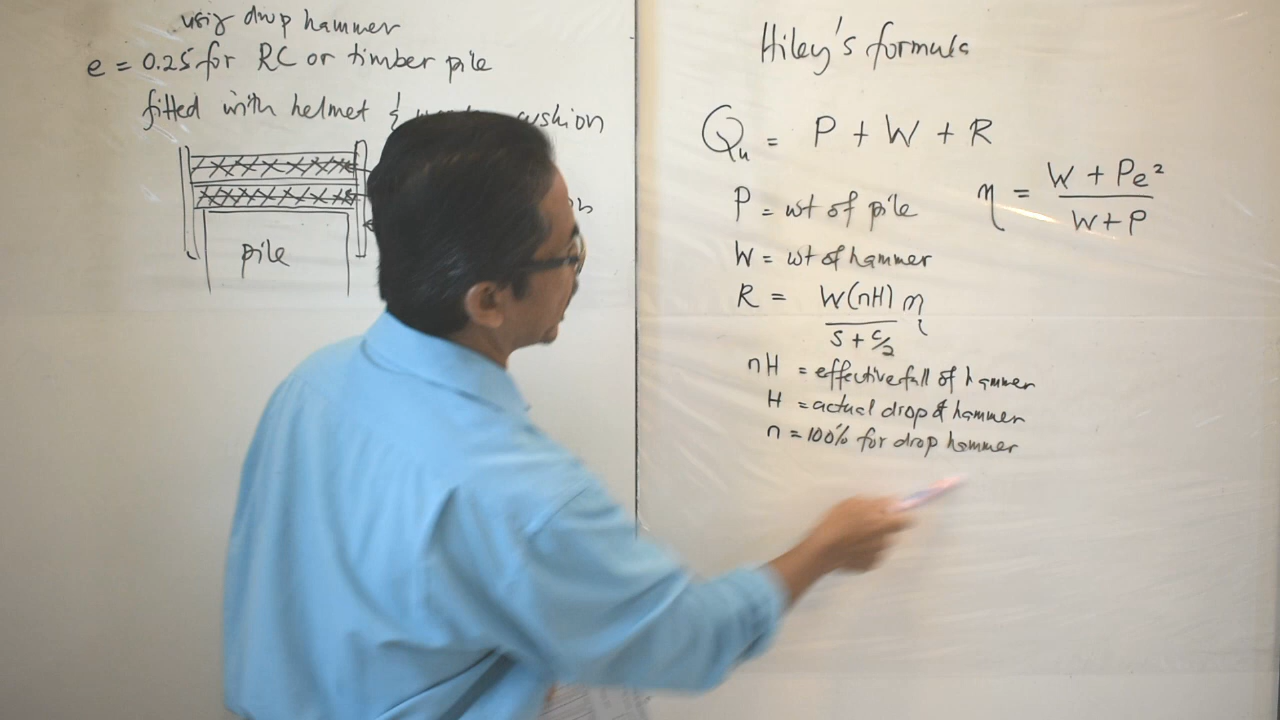 using drop hammer
e = 0.25 for RC or timber pile
fitted with helmet & cushion
pile
Hiley's formula
Qu = P + W + R
P = wt of pile
η = W + Pe² / W + P
W = wt of hammer
R = W(nH) η / s + c/2
nH = effective fall of hammer
H = actual drop of hammer
n = 100% for drop hammer